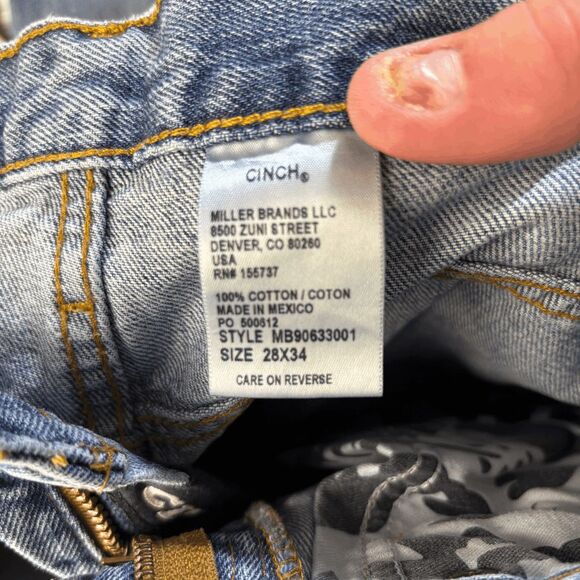 CINCH®
MILLER BRANDS LLC
8500 ZUNI STREET
DENVER, CO 80260
USA
RN# 155737
100% COTTON / COTON
MADE IN MEXICO
PO 500612
STYLE MB90633001
SIZE 28X34
CARE ON REVERSE